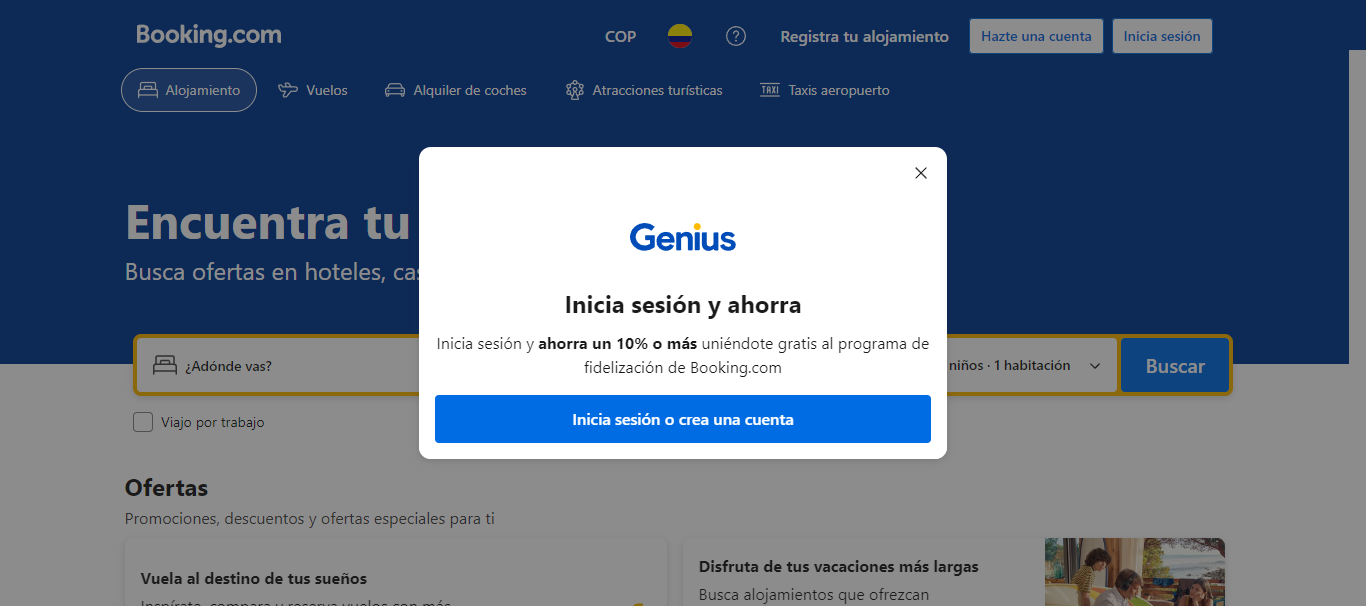 Booking.com
COP
Registra tu alojamiento
Hazte una cuenta
Inicia sesión
Alojamiento
Vuelos
Alquiler de coches
Atracciones turísticas
TAXI
Taxis aeropuerto
Encuentra tu
Busca ofertas en hoteles,
Genius
Inicia sesión y ahorra
Inicia sesión y ahorra un 10% o más uniéndote gratis al programa de
fidelización de Booking.com
Inicia sesión o crea una cuenta
¿Adónde vas?
niños · 1 habitación
Buscar
Viajo por trabajo
Ofertas
Promociones, descuentos y ofertas especiales para ti
Vuela al destino de tus sueños
Inspírate, compara y reserva vuelos con más
Disfruta de tus vacaciones más largas
Busca alojamientos que ofrezcan